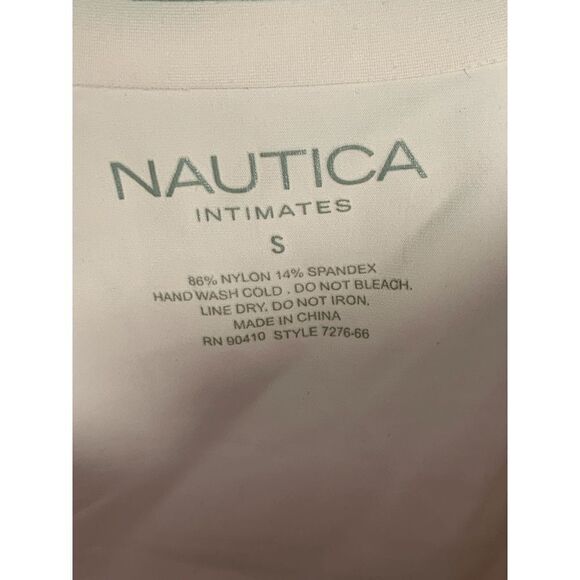 NAUTICA
INTIMATES
S
86% NYLON 14% SPANDEX
HAND WASH COLD . DO NOT BLEACH.
LINE DRY. DO NOT IRON.
MADE IN CHINA
RN 90410 STYLE 7276-66